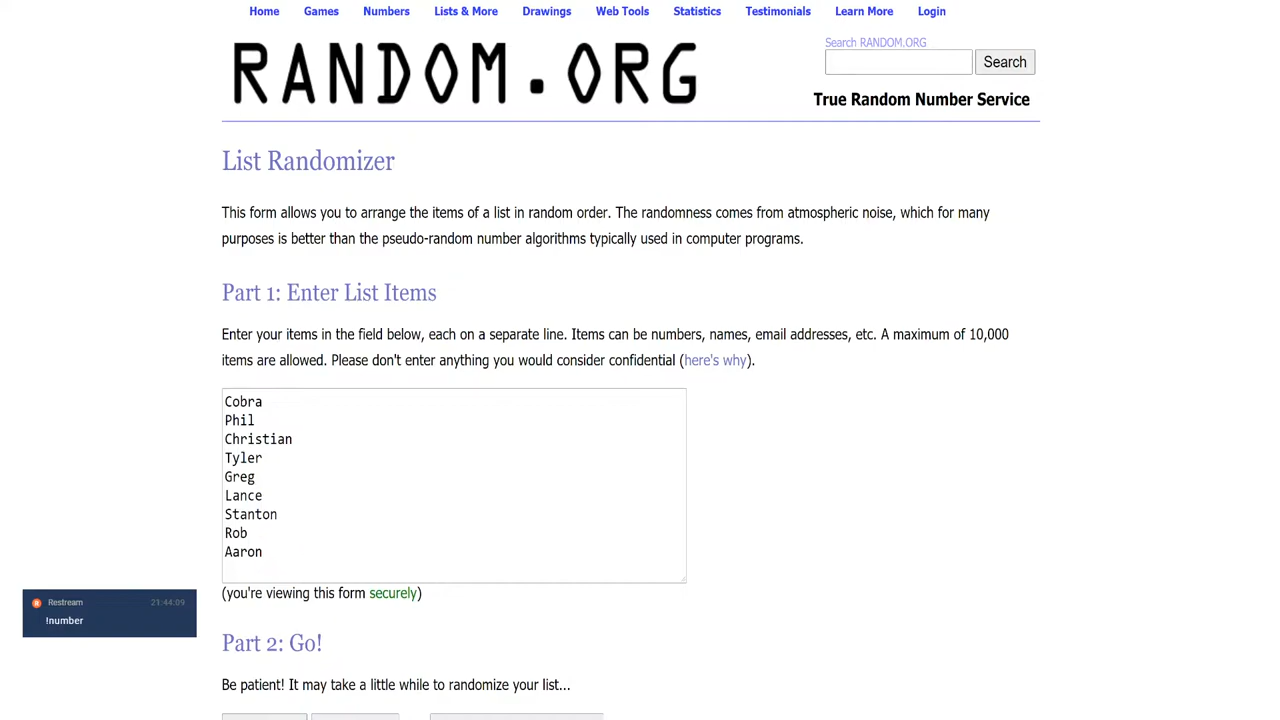 Home Games Numbers Lists & More Drawings Web Tools Statistics Testimonials Learn More Login
RANDOM.ORG
Search RANDOM.ORG
Search
True Random Number Service
List Randomizer
This form allows you to arrange the items of a list in random order. The randomness comes from atmospheric noise, which for many
purposes is better than the pseudo-random number algorithms typically used in computer programs.
Part 1: Enter List Items
Enter your items in the field below, each on a separate line. Items can be numbers, names, email addresses, etc. A maximum of 10,000
items are allowed. Please don't enter anything you would consider confidential (here's why).
Cobra
Phil
Christian
Tyler
Greg
Lance
Stanton
Rob
Aaron
(you're viewing this form securely)
Restream 21:44:09
!number
Part 2: Go!
Be patient! It may take a little while to randomize your list...